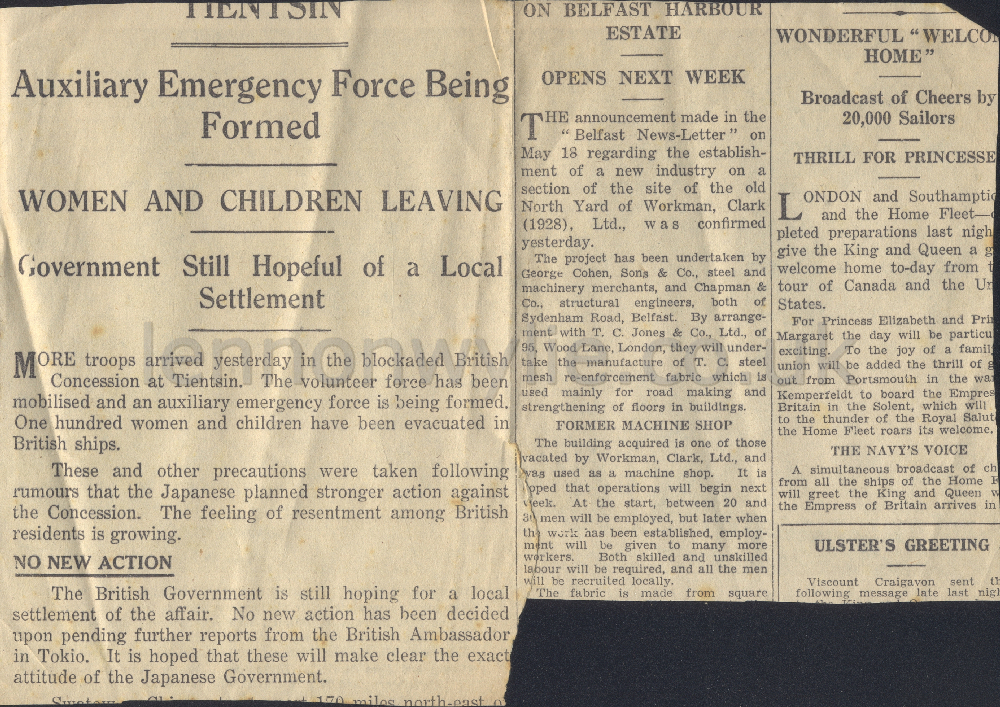 TIENTSIN
Auxiliary Emergency Force Being
Formed
WOMEN AND CHILDREN LEAVING
Government Still Hopeful of a Local
Settlement
MORE troops arrived yesterday in the blockaded British
Concession at Tientsin. The volunteer force has been
mobilised and an auxiliary emergency force is being formed.
One hundred women and children have been evacuated in
British ships.
These and other precautions were taken following
rumours that the Japanese planned stronger action against
the Concession. The feeling of resentment among British
residents is growing.
NO NEW ACTION
The British Government is still hoping for a local
settlement of the affair. No new action has been decided
upon pending further reports from the British Ambassador
in Tokio. It is hoped that these will make clear the exact
attitude of the Japanese Government.
170 miles north-east
ON BELFAST HARBOUR
ESTATE
OPENS NEXT WEEK
THE announcement made in the
"Belfast News-Letter" on
May 18 regarding the establish-
ment of a new industry on a
section of the site of the old
North Yard of Workman, Clark
(1928), Ltd., was confirmed
yesterday.
The project has been undertaken by
George Cohen, Sons & Co., steel and
machinery merchants, and Chapman &
Co., structural engineers, both of
Sydenham Road, Belfast. By arrange-
ment with T. C. Jones & Co., Ltd., of
95, Wood Lane, London, they will under-
take the manufacture of T. C. steel
mesh re-enforcement fabric which is
used mainly for road making and
strengthening of floors in buildings.
FORMER MACHINE SHOP
The building acquired is one of those
vacated by Workman, Clark, Ltd., and
was used as a machine shop. It is
oped that operations will begin next
week. At the start, between 20 and
30 men will be employed, but later when
the work has been established, employ-
ment will be given to many more
workers. Both skilled and unskilled
labour will be required, and all the men
will be recruited locally.
The fabric is made from square
WONDERFUL "WELCO
HOME"
Broadcast of Cheers by
20,000 Sailors
THRILL FOR PRINCESSE
LONDON and Southampto
and the Home Fleet—c
pleted preparations last nigh
give the King and Queen a g
welcome home to-day from t
tour of Canada and the Un
States.
For Princess Elizabeth and Prin
Margaret the day will be particu
exciting. To the joy of a family
union will be added the thrill of g
out from Portsmouth in the wa
Kemperfeldt to board the Empres
Britain in the Solent, which will
to the thunder of the Royal Salut
the Home Fleet roars its welcome.
THE NAVY'S VOICE
A simultaneous broadcast of ch
from all the ships of the Home F
will greet the King and Queen w
the Empress of Britain arrives in
ULSTER'S GREETING
Viscount Craigavon sent th
following message late last nigh